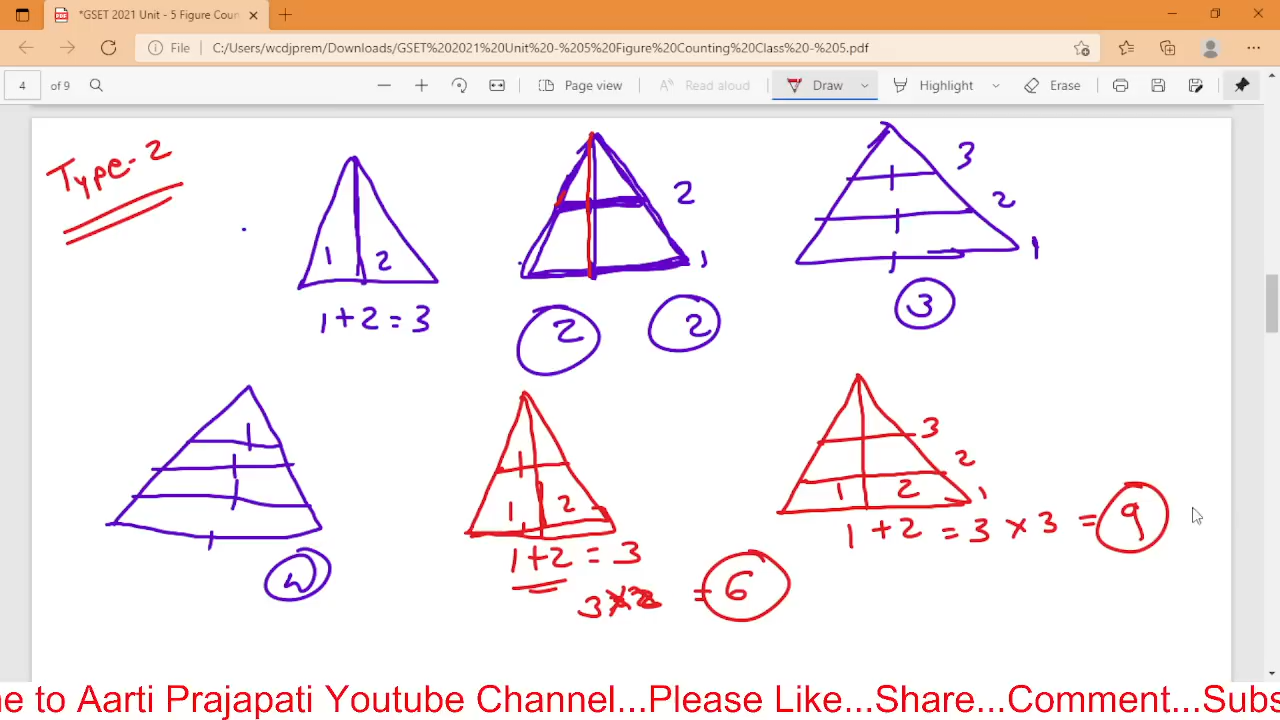 *GSET 2021 Unit - 5 Figure Coun
File
C:/Users/wcdjprem/Downloads/GSET%202021%20Unit%20-%205%20Figure%20Counting%20Class%20-%205.pdf
4 of 9
Page view
Read aloud
Draw
Highlight
Erase
Type-2
1 2
1+2=3
2
1
2
2
3
2
1
3
1 2
1+2=3
= 6
3
2
1 2 1
1+2=3×3=9
ne to Aarti Prajapati Youtube Channel...Please Like...Share...Comment....Subs